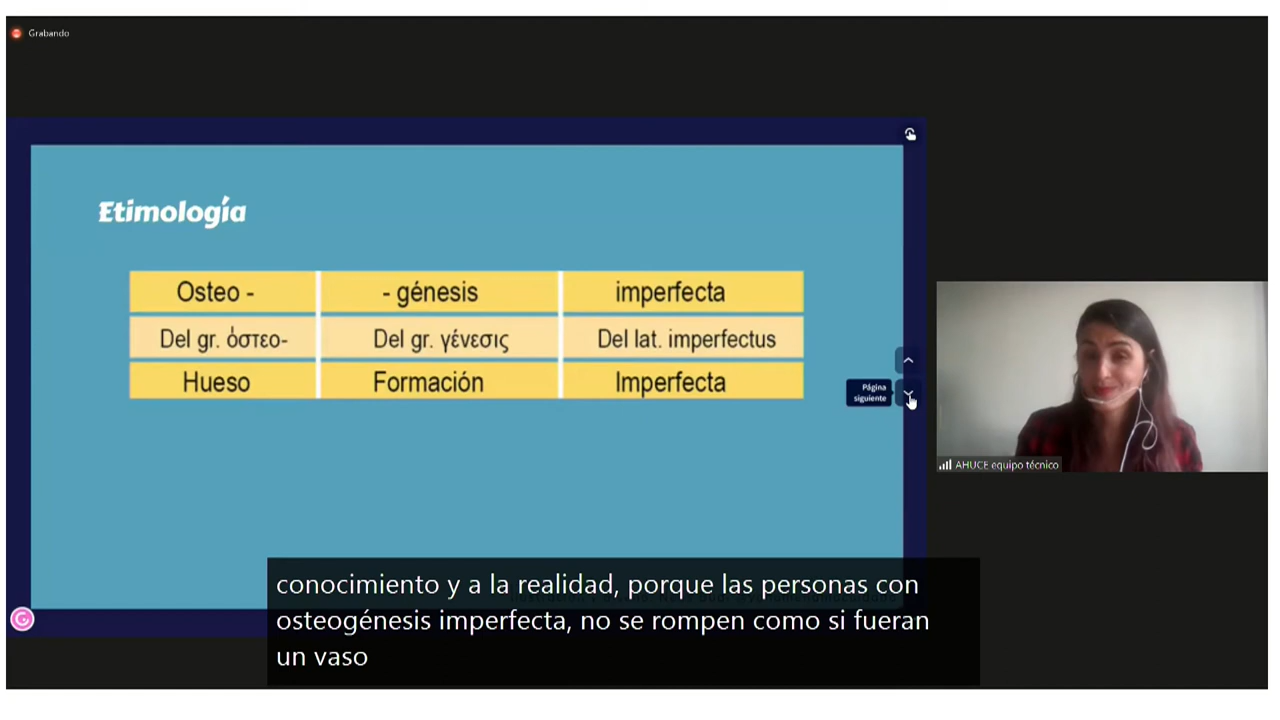 Grabando
Etimología
Osteo - - génesis imperfecta
Del gr. ὀστεο- Del gr. γένεσις Del lat. imperfectus
Hueso Formación Imperfecta
Página
siguiente
AHUCE equipo técnico
conocimiento y a la realidad, porque las personas con
osteogénesis imperfecta, no se rompen como si fueran
un vaso